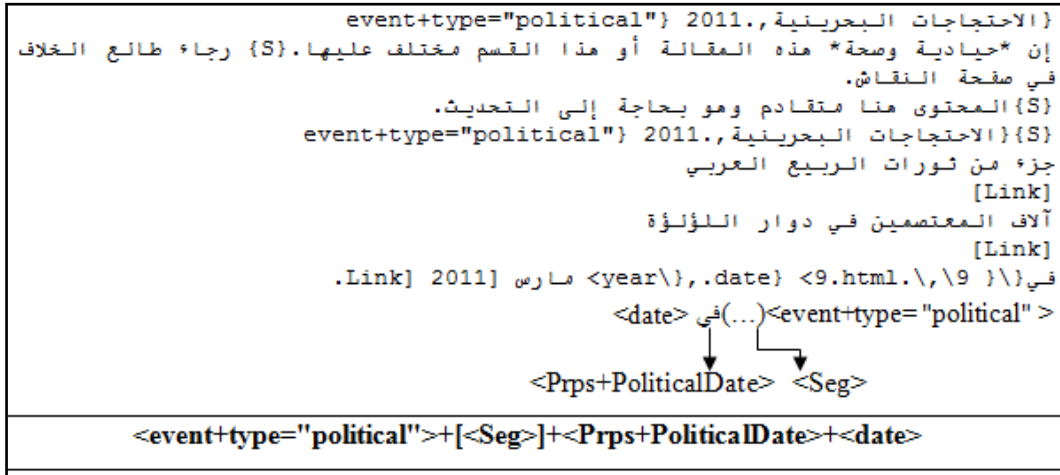 {الاحتجاجات البحرينية,.2011 {event+type="political"
إن *حيادية وصحة* هذه المقالة أو هذا القسم مختلف عليها.{S} رجاء طالع الخلاف
في صفحة النقاش.
{S}المحتوى هنا متقادم وهو بحاجة إلى التحديث.
{S}{الاحتجاجات البحرينية,.2011 {event+type="political"
جزء من ثورات الربيع العربي
[Link]
آلاف المعتصمين في دوار اللؤلؤة
[Link]
في{\{ 9\,\.9.html> {date.,{\year> مارس [2011 [Link.
<event+type="political" >(...)في <date>
<Prps+PoliticalDate> <Seg>
<event+type="political">+[<Seg>]+<Prps+PoliticalDate>+<date>